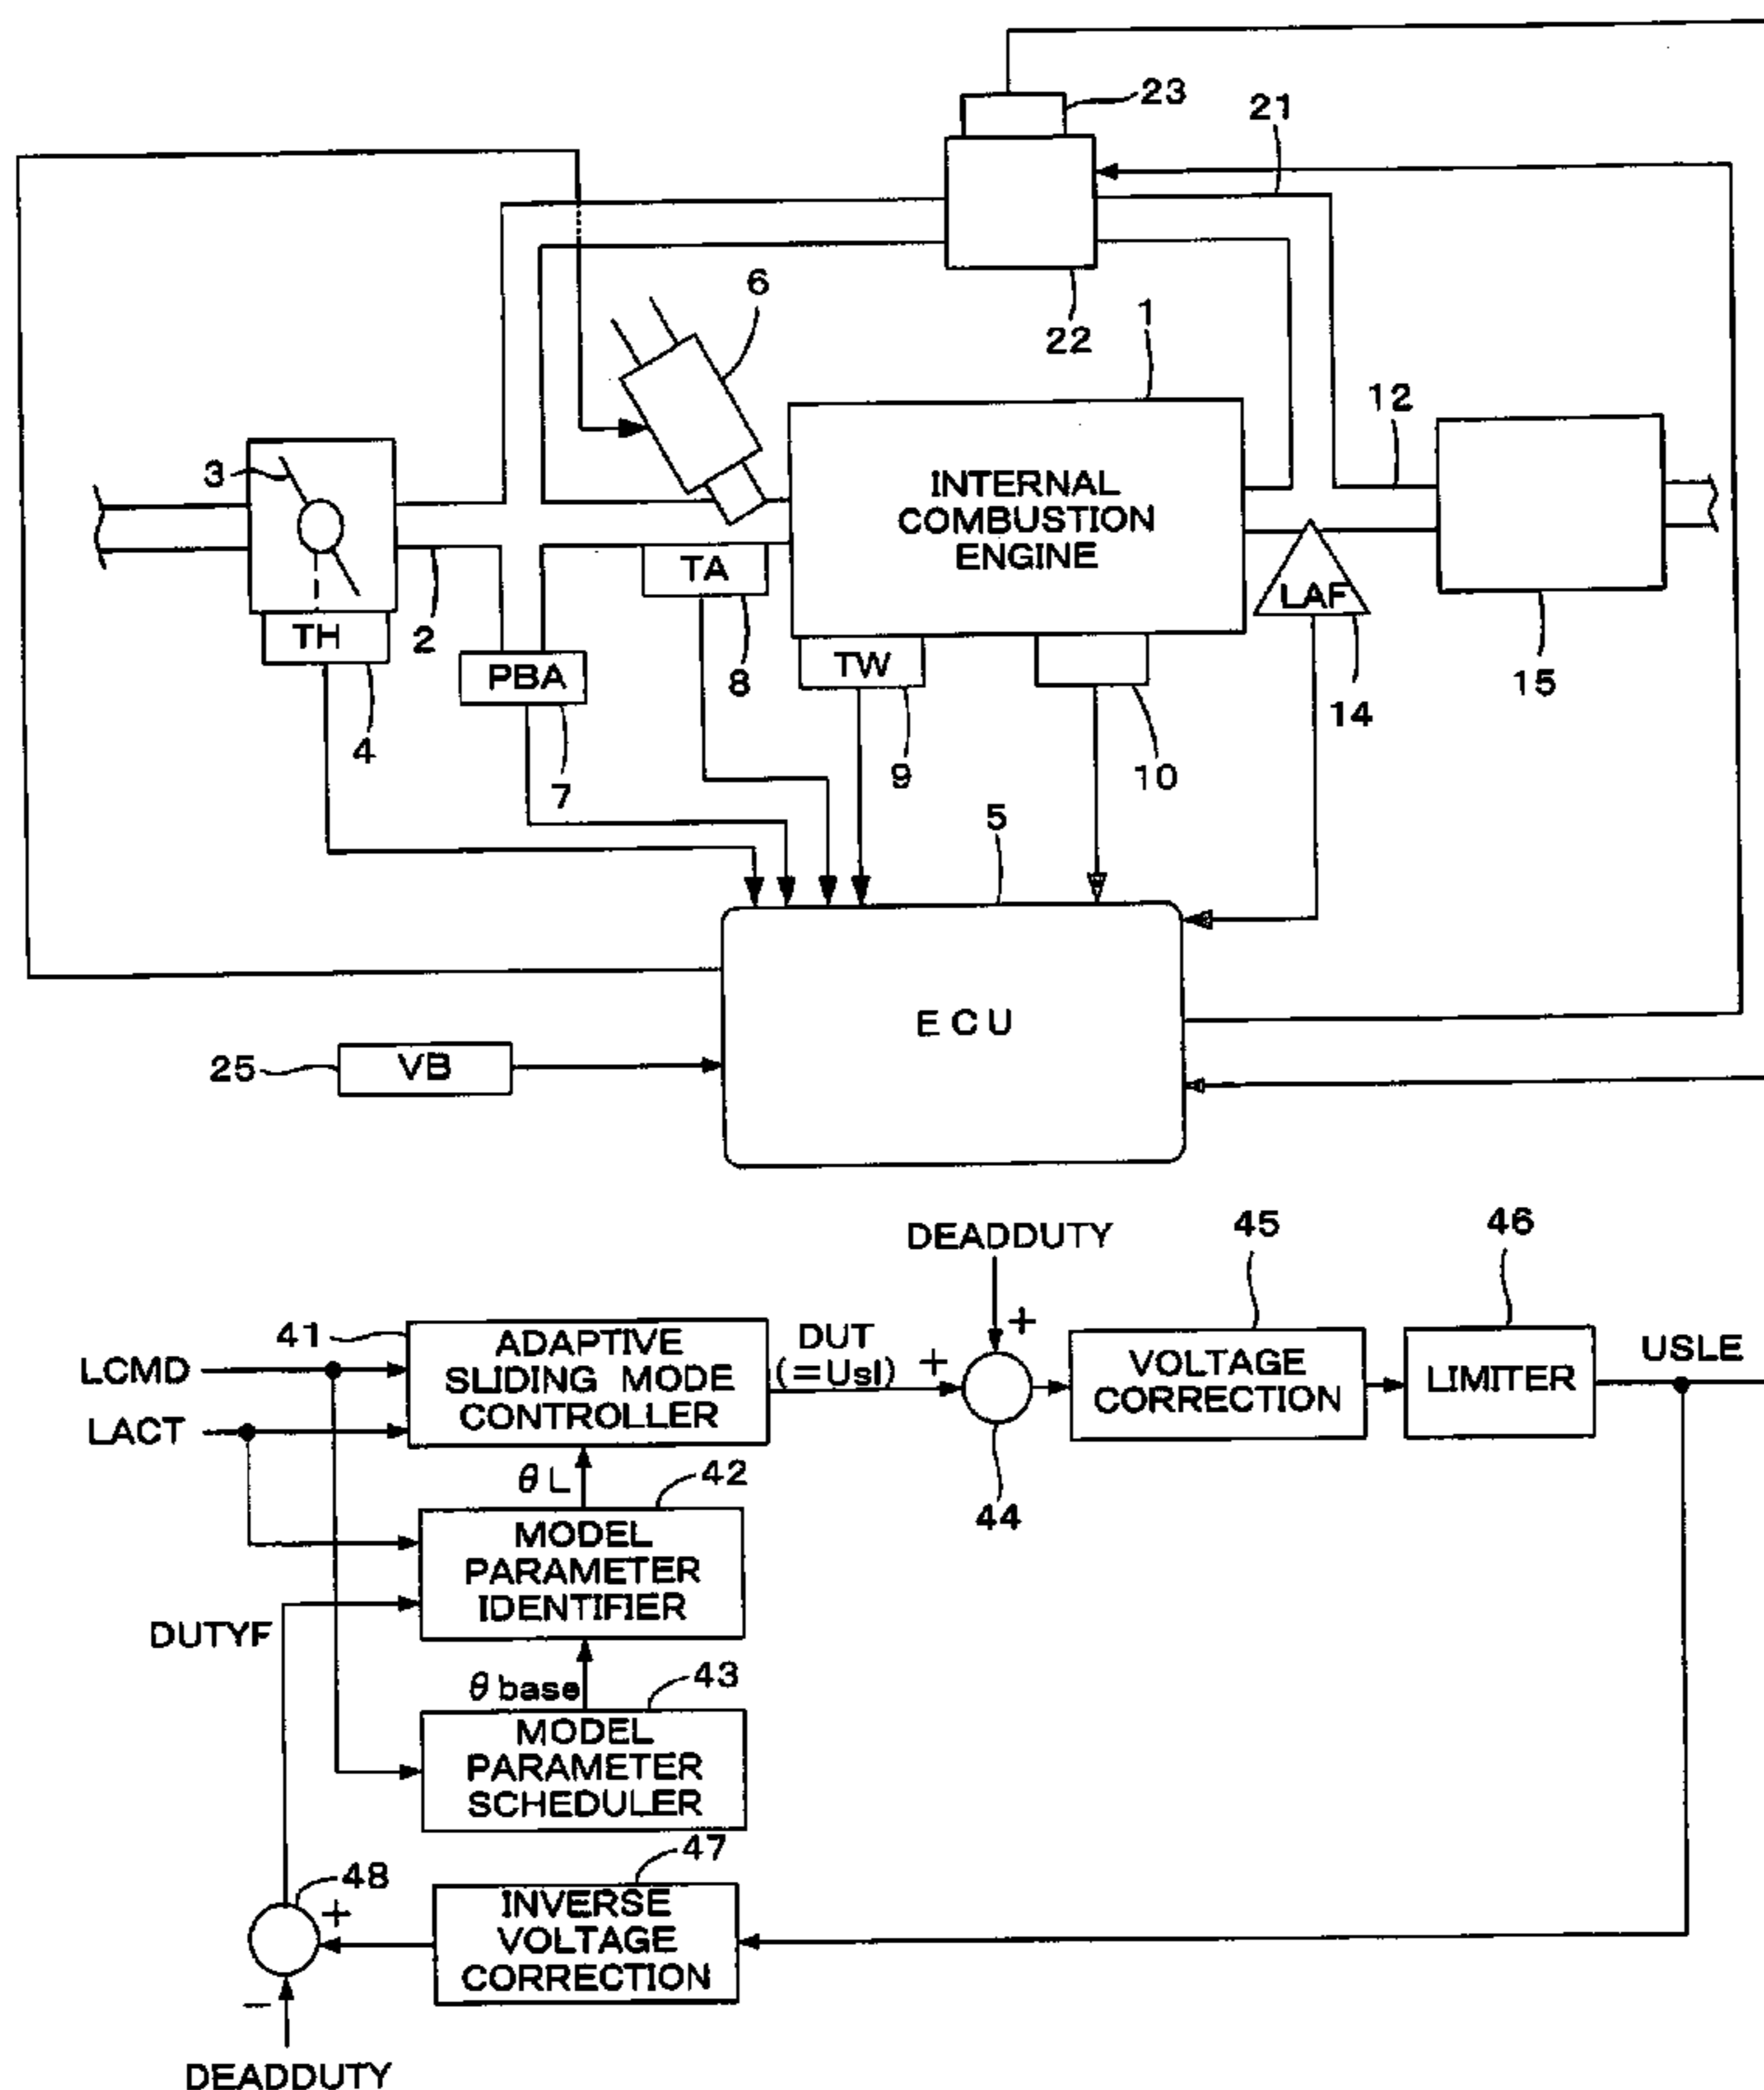 23
21
6
1
22
12
3
INTERNAL
COMBUSTION
ENGINE
TA
LAF
TH
2
PBA
8
TW
15
14
4
7
9
10
5
ECU
25
VB
DEADDUTY
45
46
41
ADAPTIVE
SLIDING MODE
CONTROLLER
DUT
(=Usl)
+
+
VOLTAGE
CORRECTION
LIMITER
USLE
LCMD
LACT
θL
42
44
MODEL
PARAMETER
IDENTIFIER
DUTYF
θbase
43
MODEL
PARAMETER
SCHEDULER
47
48
+
INVERSE
VOLTAGE
CORRECTION
−
DEADDUTY